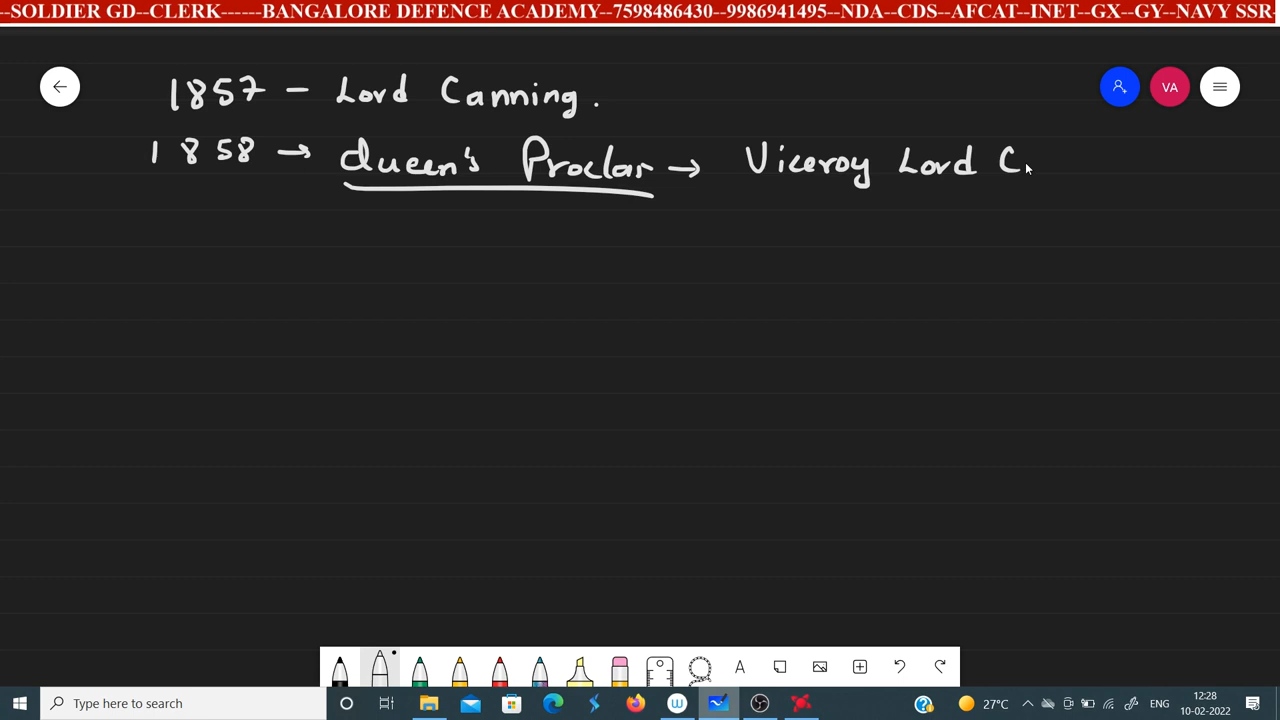 --SOLDIER GD--CLERK------BANGALORE DEFENCE ACADEMY--7598486430--9986941495--NDA--CDS--AFCAT--INET--GX--GY--NAVY SSR-
1857 - Lord Canning.
VA
1858 → Queen's Proclam → Viceroy Lord C
A
Type here to search
27°C
ENG
12:28
10-02-2022